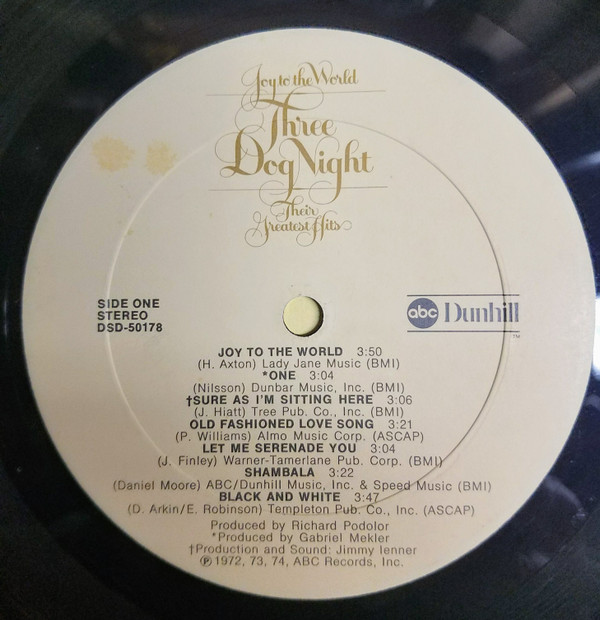 Joy to the World
Three
Dog Night
Their
Greatest Hits
SIDE ONE
STEREO
DSD-50178
abc Dunhill
™
JOY TO THE WORLD 3:50
(H. Axton) Lady Jane Music (BMI)
*ONE 3:04
(Nilsson) Dunbar Music, Inc. (BMI)
†SURE AS I'M SITTING HERE 3:06
(J. Hiatt) Tree Pub. Co., Inc. (BMI)
OLD FASHIONED LOVE SONG 3:21
(P. Williams) Almo Music Corp. (ASCAP)
LET ME SERENADE YOU 3:04
(J. Finley) Warner-Tamerlane Pub. Corp. (BMI)
SHAMBALA 3:22
(Daniel Moore) ABC/Dunhill Music, Inc. & Speed Music (BMI)
BLACK AND WHITE 3:47
(D. Arkin/E. Robinson) Templeton Pub. Co., Inc. (ASCAP)
Produced by Richard Podolor
*Produced by Gabriel Mekler
†Production and Sound: Jimmy Ienner
℗ 1972, 73, 74, ABC Records, Inc.